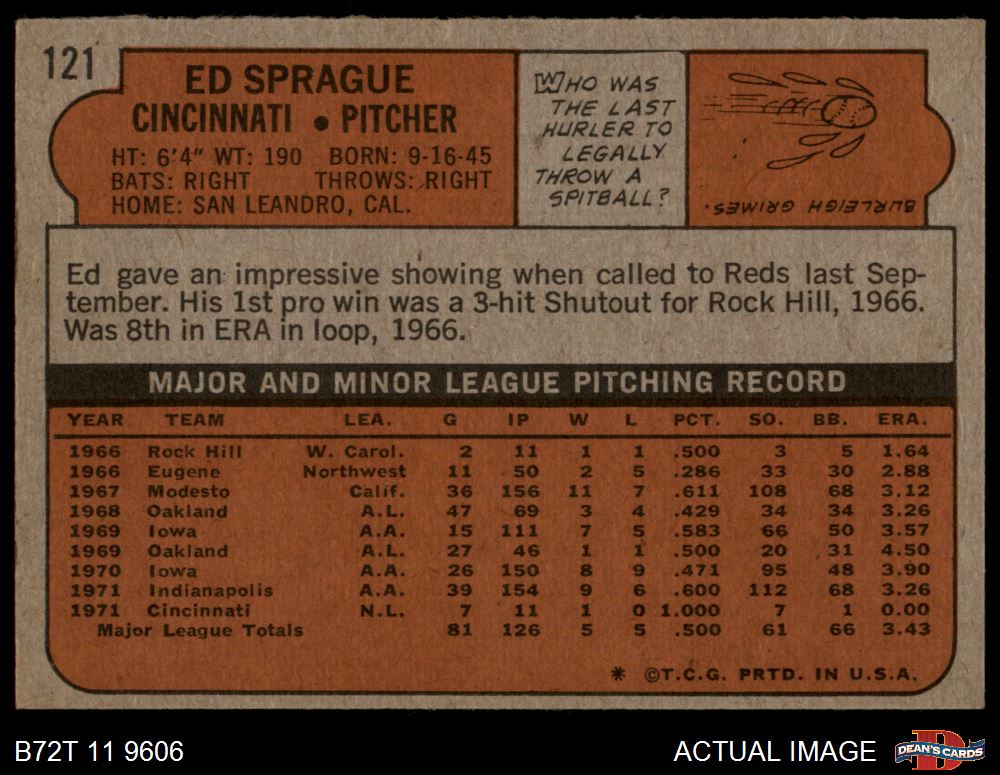 121
ED SPRAGUE
CINCINNATI • PITCHER
HT: 6'4" WT: 190 BORN: 9-16-45
BATS: RIGHT THROWS: RIGHT
HOME: SAN LEANDRO, CAL.
WHO WAS
THE LAST
HURLER TO
LEGALLY
THROW A
SPITBALL?
BURLEIGH GRIMES.
Ed gave an impressive showing when called to Reds last Sep-
tember. His 1st pro win was a 3-hit Shutout for Rock Hill, 1966.
Was 8th in ERA in loop, 1966.
MAJOR AND MINOR LEAGUE PITCHING RECORD
YEAR TEAM LEA. G IP W L PCT. SO. BB. ERA.
1966 Rock Hill W. Carol. 2 11 1 1 .500 3 5 1.64
1966 Eugene Northwest 11 50 2 5 .286 33 30 2.88
1967 Modesto Calif. 36 156 11 7 .611 108 68 3.12
1968 Oakland A.L. 47 69 3 4 .429 34 34 3.26
1969 Iowa A.A. 15 111 7 5 .583 66 50 3.57
1969 Oakland A.L. 27 46 1 1 .500 20 31 4.50
1970 Iowa A.A. 26 150 8 9 .471 95 48 3.90
1971 Indianapolis A.A. 39 154 9 6 .600 112 68 3.26
1971 Cincinnati N.L. 7 11 1 0 1.000 7 1 0.00
Major League Totals 81 126 5 5 .500 61 66 3.43
* ©T.C.G. PRTD. IN U.S.A.
B72T 11 9606
ACTUAL IMAGE
D
DEAN'S CARDS